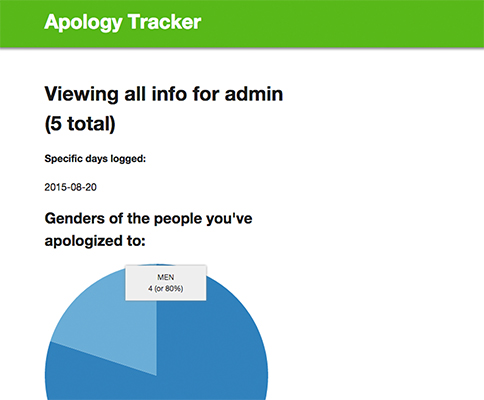 Apology Tracker
Viewing all info for admin
(5 total)
Specific days logged:
2015-08-20
Genders of the people you've
apologized to:
MEN
4 (or 80%)